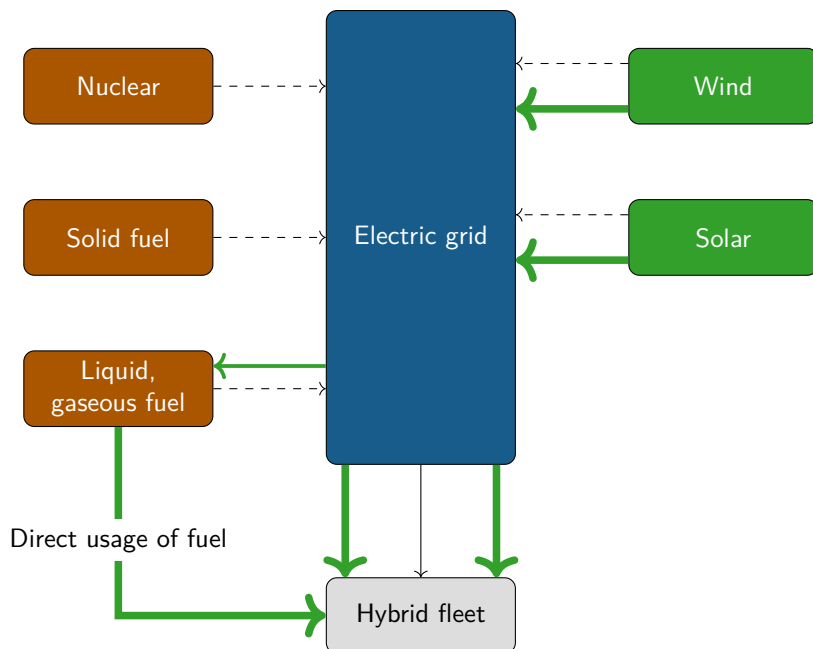 Nuclear
Wind
Solid fuel
Electric grid
Solar
Liquid,
gaseous fuel
Direct usage of fuel
Hybrid fleet